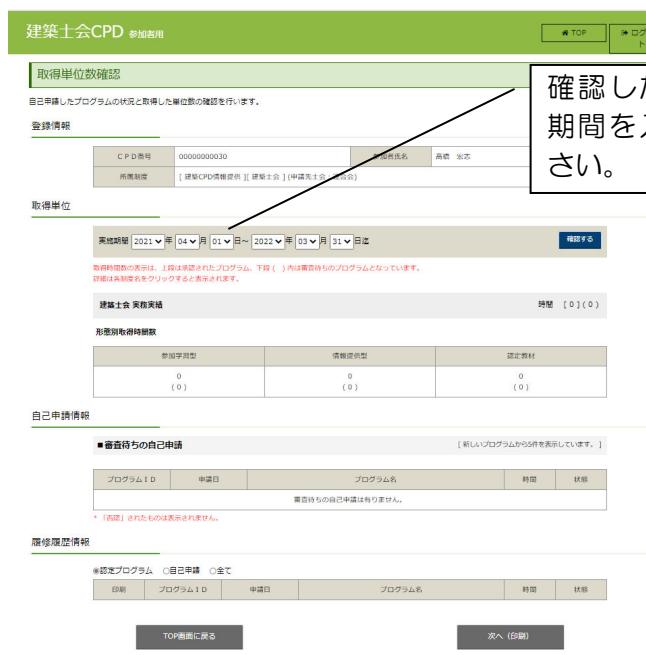 建築士会CPD 参加者用
TOP
ログ
ト
取得単位数確認
自己申請したプログラムの状況と取得した単位数の確認を行います。
確認した
期間を入
さい。
登録情報
CPD番号 00000000030 参加者氏名 高橋 宏志
所属制度 [ 建築CPD情報提供 ][ 建築士会 ] (申請先士会 連合会)
取得単位
実施期間 2021 年 04 月 01 日～ 2022 年 03 月 31 日迄 確認する
取得時間数の表示は、上段は承認されたプログラム、下段 ( ) 内は審査待ちのプログラムとなっています。
詳細は各制度名をクリックすると表示されます。
建築士会 実務実績 時間 [ 0 ] ( 0 )
形態別取得時間数
参加学習型 情報提供型 認定教材
0 0 0
( 0 ) ( 0 ) ( 0 )
自己申請情報
■審査待ちの自己申請 [ 新しいプログラムから5件を表示しています。 ]
プログラムID 申請日 プログラム名 時間 状態
審査待ちの自己申請は有りません。
* 「否認」されたものは表示されません。
履修履歴情報
◉認定プログラム ○自己申請 ○全て
印刷 プログラムID 申請日 プログラム名 時間 状態
TOP画面に戻る 次へ（印刷）